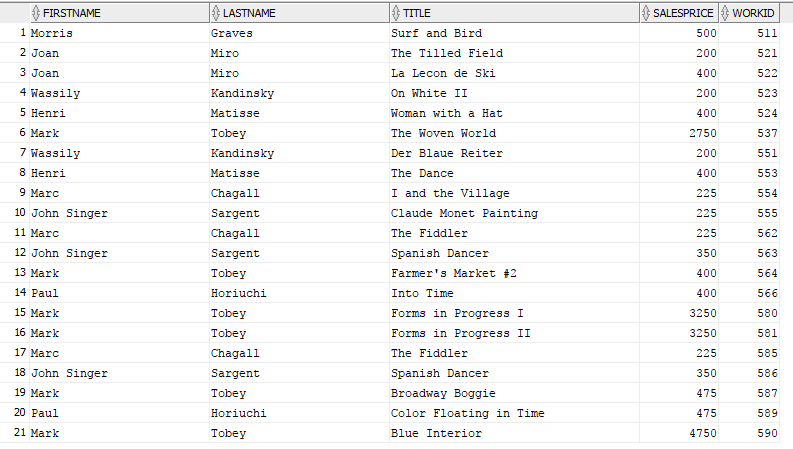 FIRSTNAME LASTNAME TITLE SALESPRICE WORKID
1 Morris Graves Surf and Bird 500 511
2 Joan Miro The Tilled Field 200 521
3 Joan Miro La Lecon de Ski 400 522
4 Wassily Kandinsky On White II 200 523
5 Henri Matisse Woman with a Hat 400 524
6 Mark Tobey The Woven World 2750 537
7 Wassily Kandinsky Der Blaue Reiter 200 551
8 Henri Matisse The Dance 400 553
9 Marc Chagall I and the Village 225 554
10 John Singer Sargent Claude Monet Painting 225 555
11 Marc Chagall The Fiddler 225 562
12 John Singer Sargent Spanish Dancer 350 563
13 Mark Tobey Farmer's Market #2 400 564
14 Paul Horiuchi Into Time 400 566
15 Mark Tobey Forms in Progress I 3250 580
16 Mark Tobey Forms in Progress II 3250 581
17 Marc Chagall The Fiddler 225 585
18 John Singer Sargent Spanish Dancer 350 586
19 Mark Tobey Broadway Boggie 475 587
20 Paul Horiuchi Color Floating in Time 475 589
21 Mark Tobey Blue Interior 4750 590